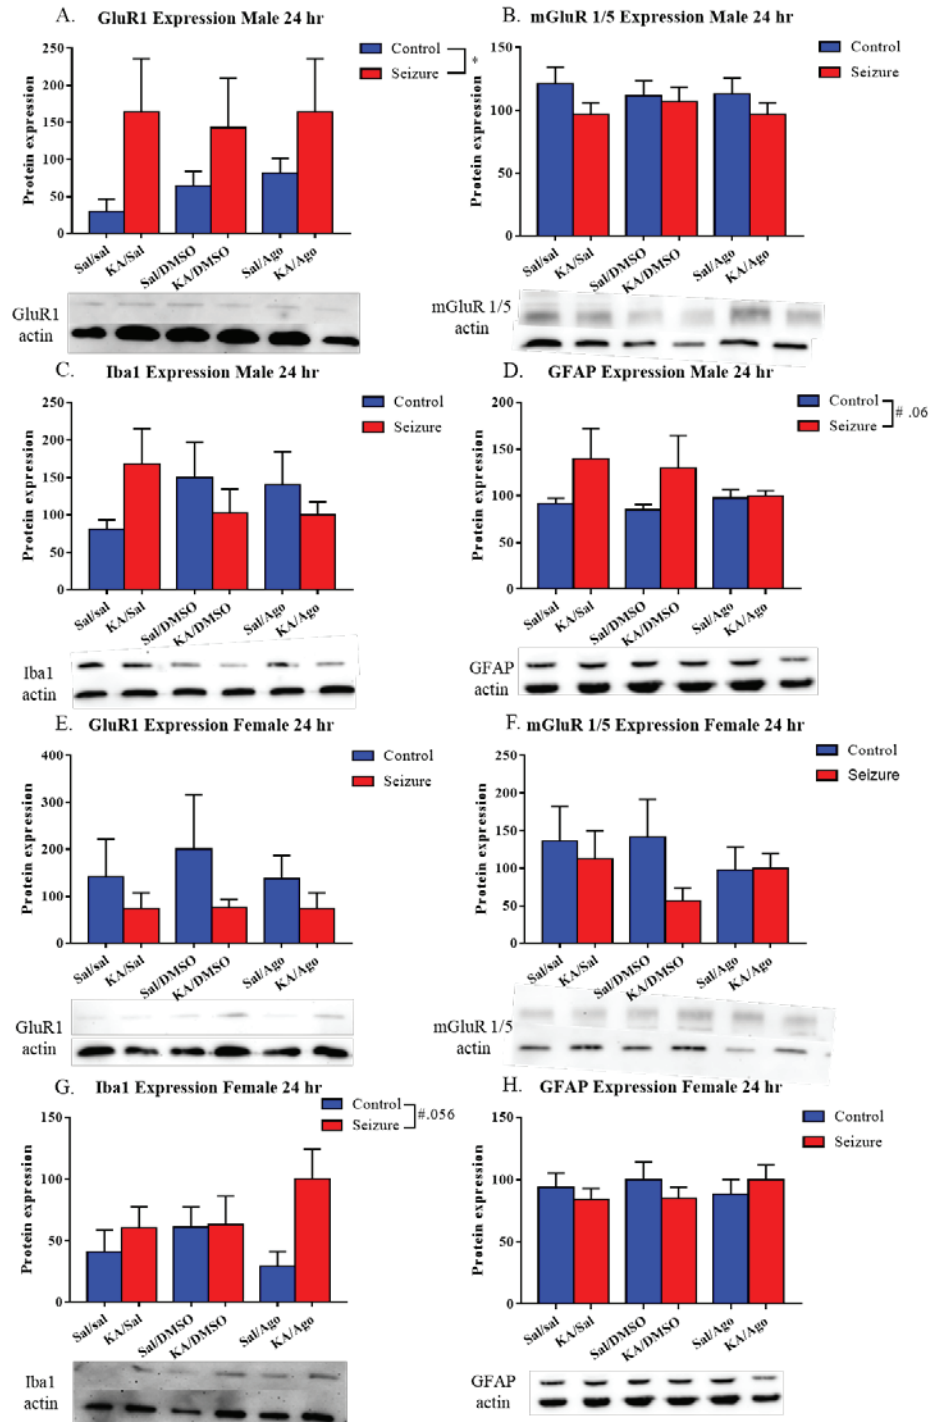 A. GluR1 Expression Male 24 hr
Protein expression
250
200
150
100
50
0
Control
Seizure
*
Sal/sal
KA/Sal
Sal/DMSO
KA/DMSO
Sal/Ago
KA/Ago
GluR1
actin
B. mGluR 1/5 Expression Male 24 hr
Protein expression
150
100
50
0
Control
Seizure
Sal/sal
KA/Sal
Sal/DMSO
KA/DMSO
Sal/Ago
KA/Ago
mGluR 1/5
actin
C. Iba1 Expression Male 24 hr
Protein expression
250
200
150
100
50
0
Control
Seizure
Sal/sal
KA/Sal
Sal/DMSO
KA/DMSO
Sal/Ago
KA/Ago
Iba1
actin
D. GFAP Expression Male 24 hr
Protein expression
200
150
100
50
0
Control
Seizure
# .06
Sal/sal
KA/Sal
Sal/DMSO
KA/DMSO
Sal/Ago
KA/Ago
GFAP
actin
E. GluR1 Expression Female 24 hr
Protein expression
400
300
200
100
0
Control
Seizure
Sal/sal
KA/Sal
Sal/DMSO
KA/DMSO
Sal/Ago
KA/Ago
GluR1
actin
F. mGluR 1/5 Expression Female 24 hr
Protein expression
250
200
150
100
50
0
Control
Seizure
Sal/sal
KA/Sal
Sal/DMSO
KA/DMSO
Sal/Ago
KA/Ago
mGluR 1/5
actin
G. Iba1 Expression Female 24 hr
Protein expression
150
100
50
0
Control
Seizure
#.056
Sal/sal
KA/Sal
Sal/DMSO
KA/DMSO
Sal/Ago
KA/Ago
Iba1
actin
H. GFAP Expression Female 24 hr
Protein expression
150
100
50
0
Control
Seizure
Sal/sal
KA/Sal
Sal/DMSO
KA/DMSO
Sal/Ago
KA/Ago
GFAP
actin